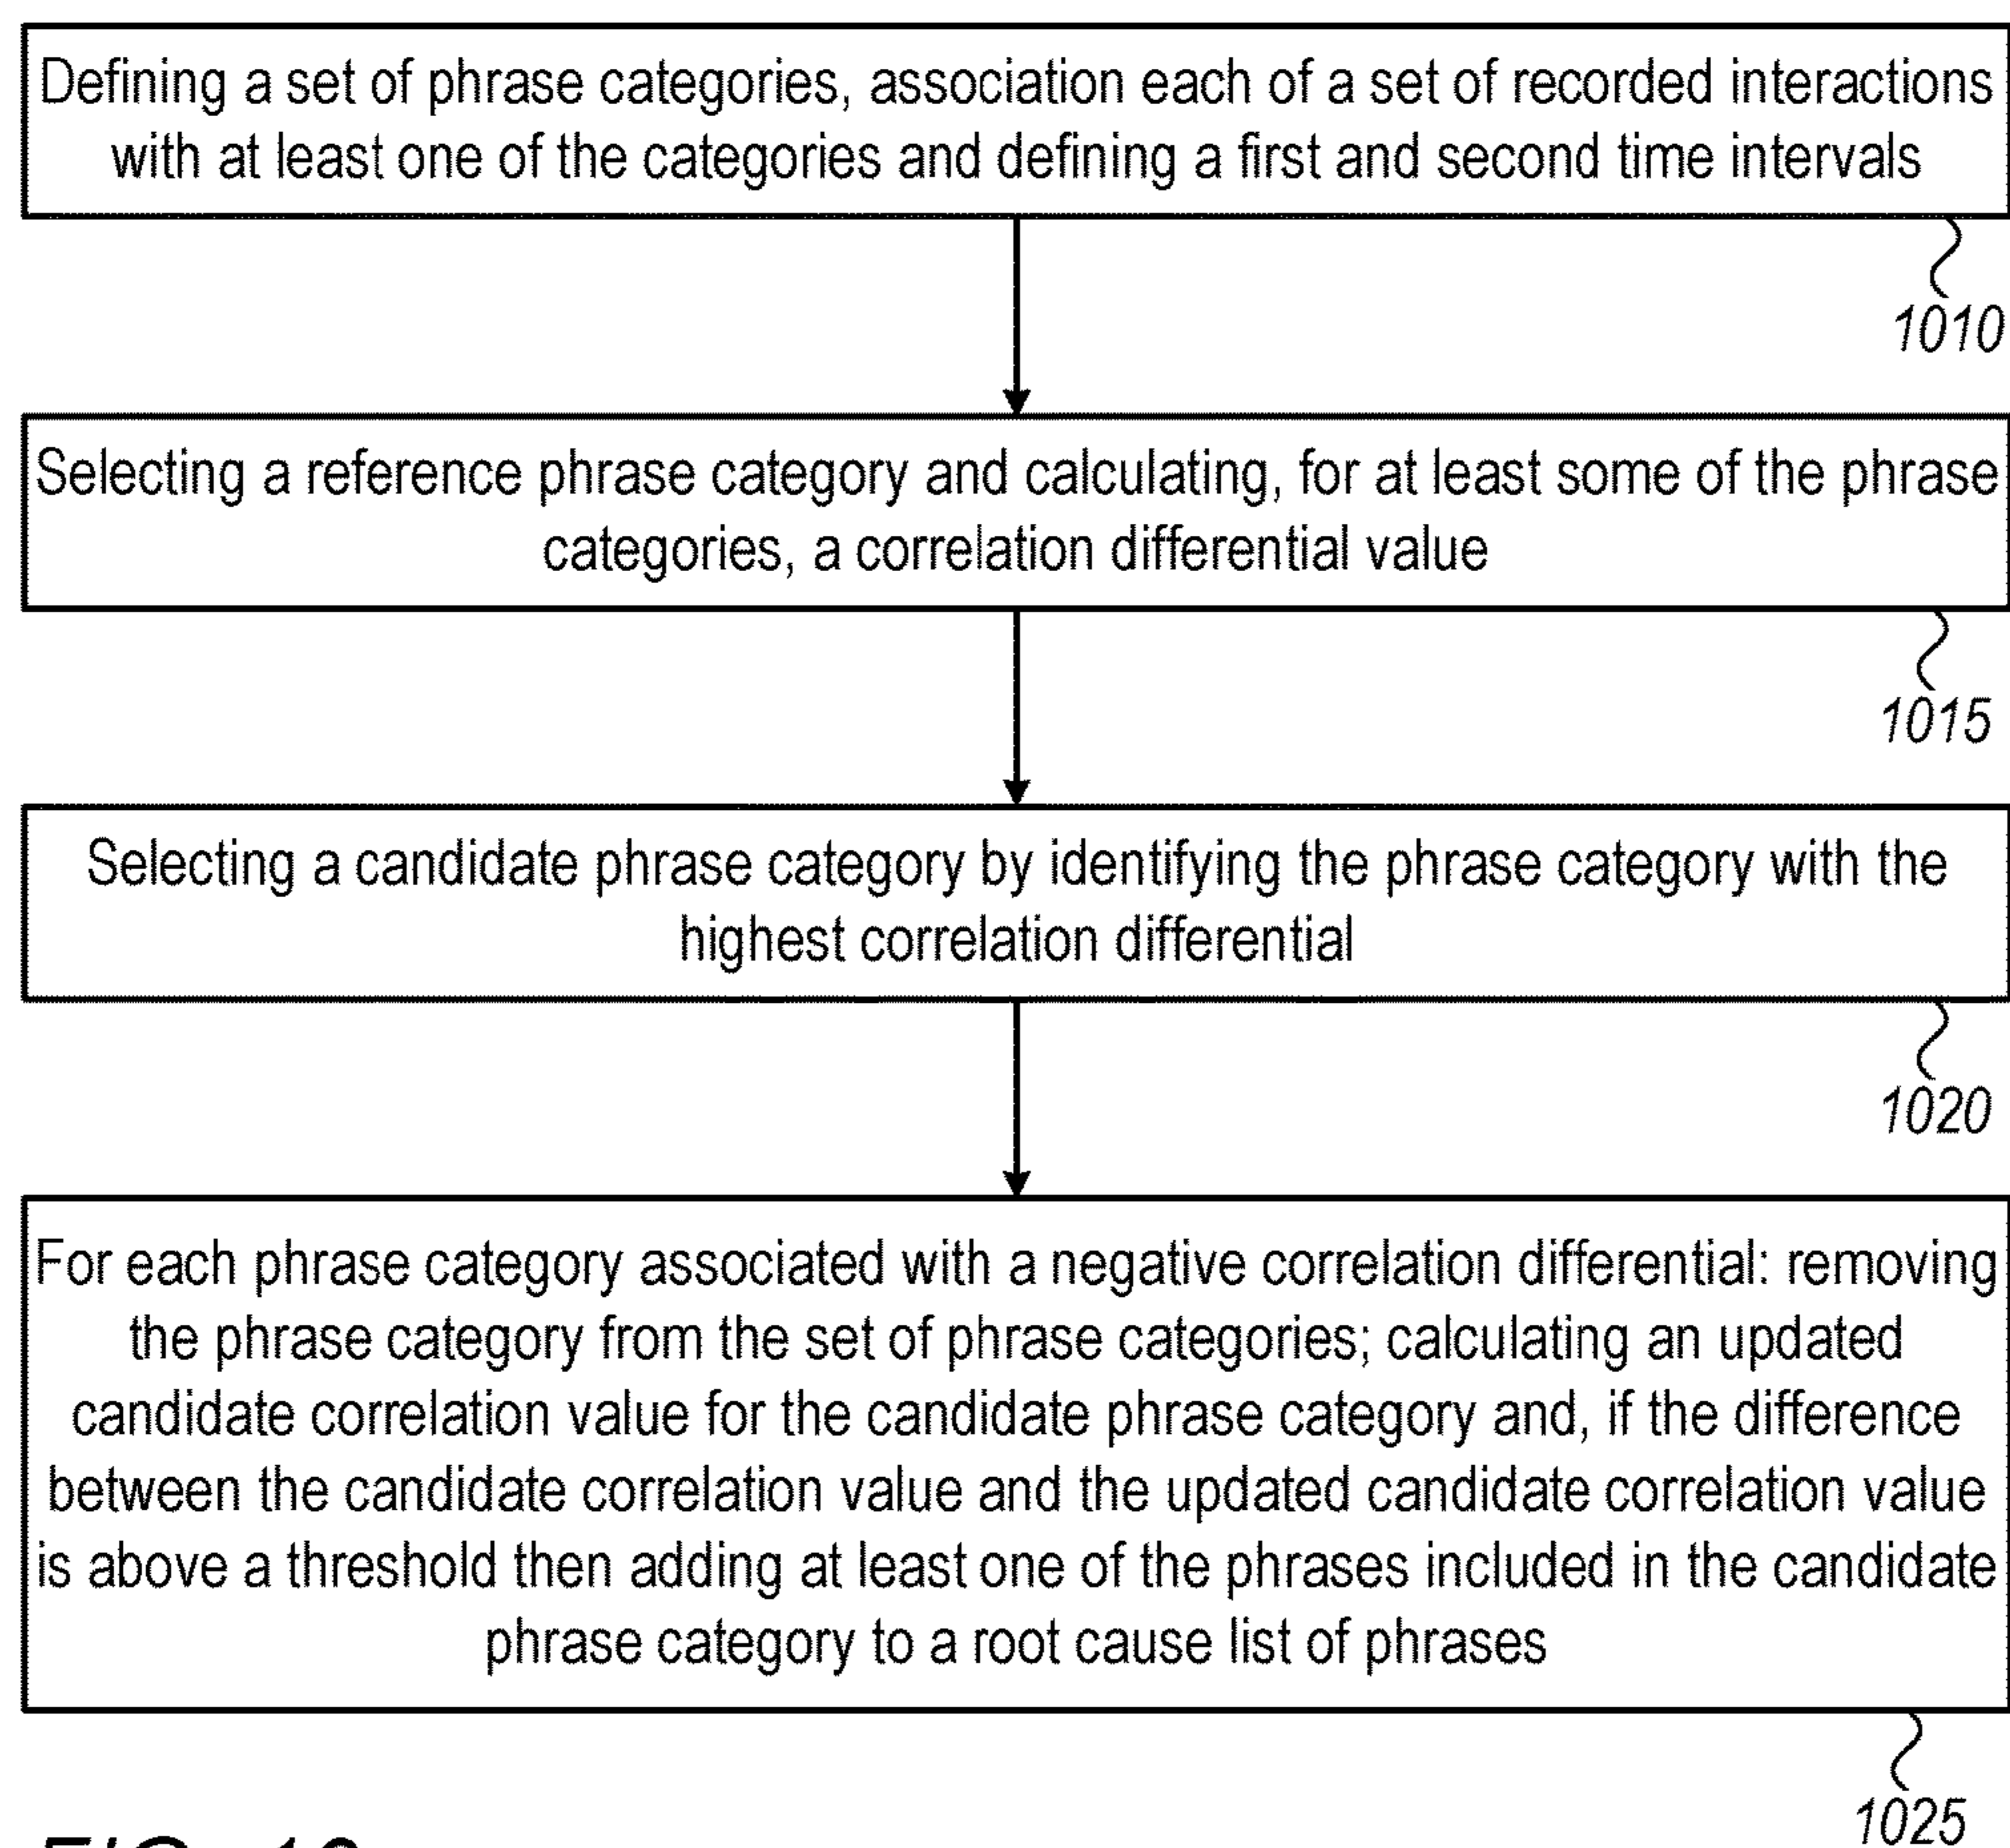 Defining a set of phrase categories, association each of a set of recorded interactions
with at least one of the categories and defining a first and second time intervals
1010
Selecting a reference phrase category and calculating, for at least some of the phrase
categories, a correlation differential value
1015
Selecting a candidate phrase category by identifying the phrase category with the
highest correlation differential
1020
For each phrase category associated with a negative correlation differential: removing
the phrase category from the set of phrase categories; calculating an updated
candidate correlation value for the candidate phrase category and, if the difference
between the candidate correlation value and the updated candidate correlation value
is above a threshold then adding at least one of the phrases included in the candidate
phrase category to a root cause list of phrases
1025